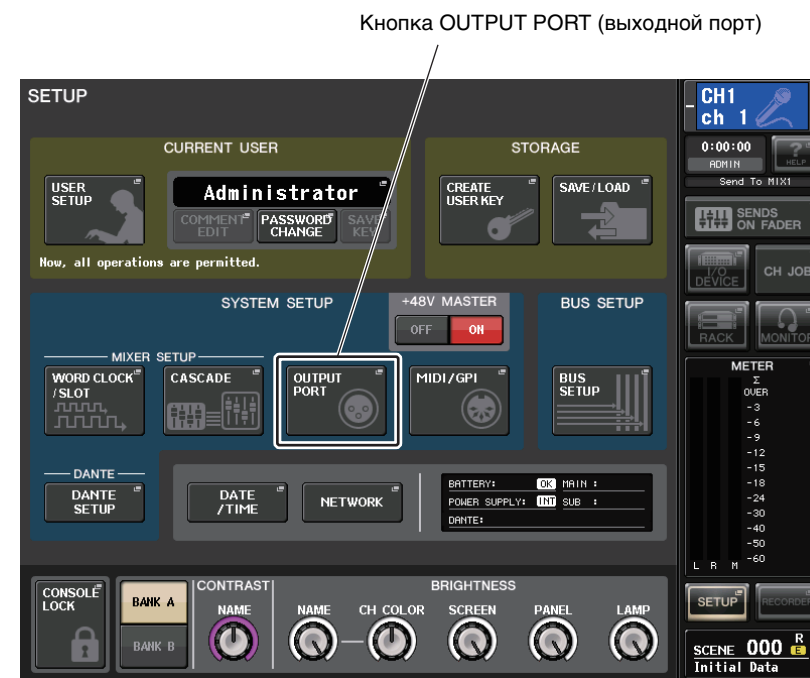 Кнопка OUTPUT PORT (выходной порт)
SETUP
CURRENT USER
USER SETUP
Administrator
COMMENT EDIT
PASSWORD CHANGE
SAVE KEY
Now, all operations are permitted.
STORAGE
CREATE USER KEY
SAVE/LOAD
SYSTEM SETUP
+48V MASTER
OFF ON
MIXER SETUP
WORD CLOCK /SLOT
CASCADE
OUTPUT PORT
MIDI/GPI
BUS SETUP
BUS SETUP
DANTE
DANTE SETUP
DATE /TIME
NETWORK
BATTERY: OK MAIN :
POWER SUPPLY: INT SUB :
DANTE:
CONSOLE LOCK
BANK A
BANK B
CONTRAST
NAME
BRIGHTNESS
NAME CH COLOR SCREEN PANEL LAMP
CH1
ch 1
0:00:00
ADMIN
?
HELP
Send To MIX1
SENDS ON FADER
I/O DEVICE
CH JOB
RACK
MONITOR
METER
Σ
OVER
-3
-6
-9
-12
-15
-18
-24
-30
-40
-50
-60
L R M
SETUP
RECORDER
SCENE 000 R E
Initial Data